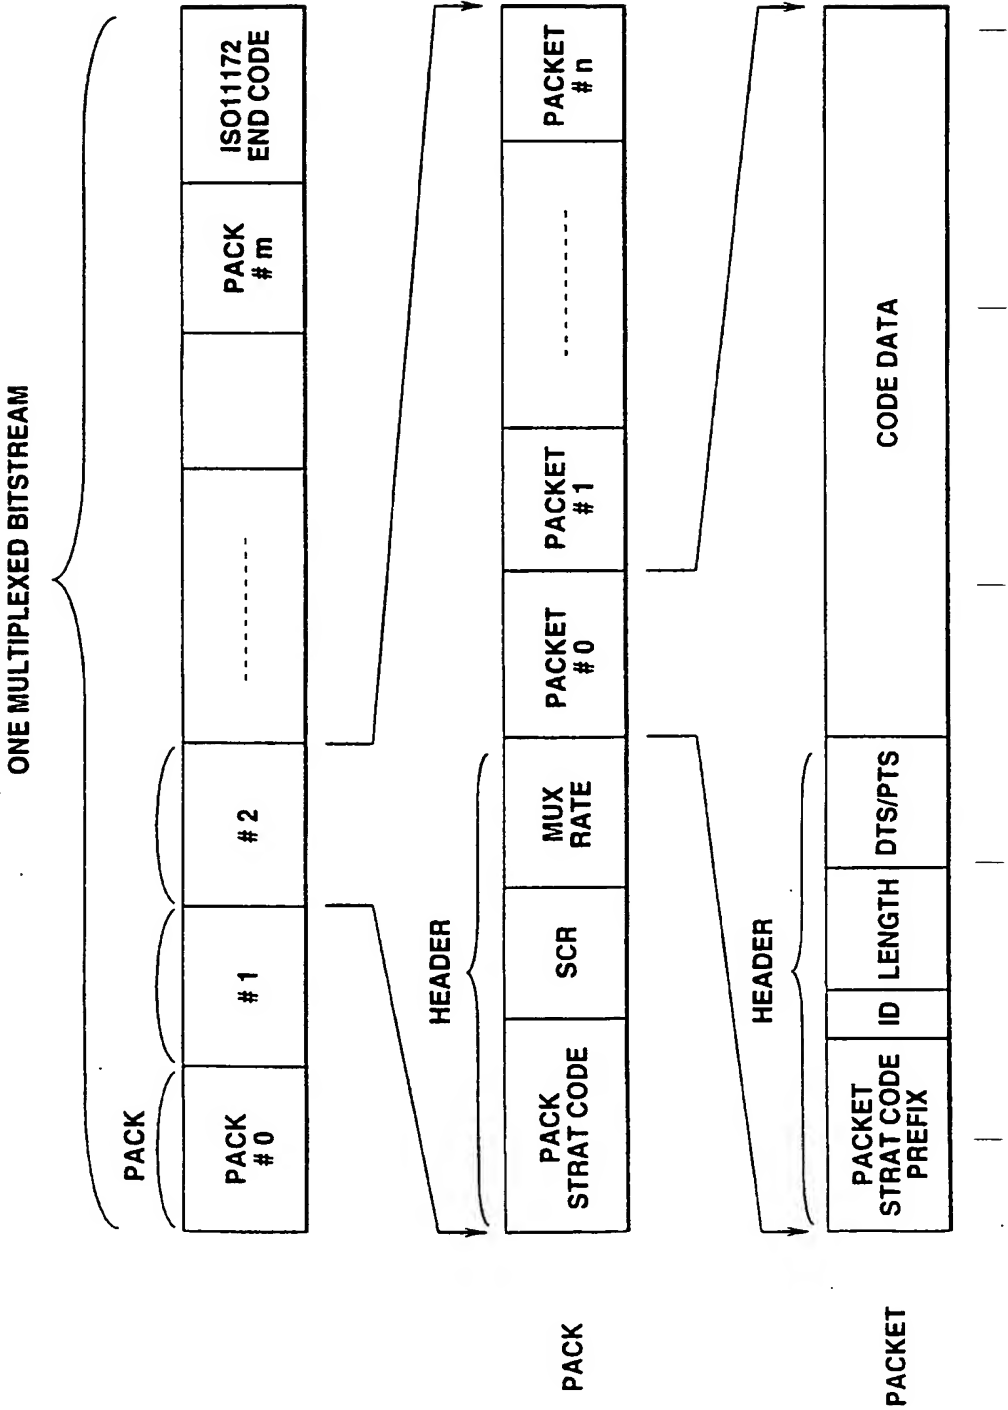 ONE MULTIPLEXED BITSTREAM
PACK
PACK
# 0
# 1
# 2
PACK
# m
ISO11172
END CODE
HEADER
PACK
PACK
STRAT CODE
SCR
MUX
RATE
PACKET
# 0
PACKET
# 1
PACKET
# n
HEADER
PACKET
PACKET
STRAT CODE
PREFIX
ID
LENGTH
DTS/PTS
CODE DATA